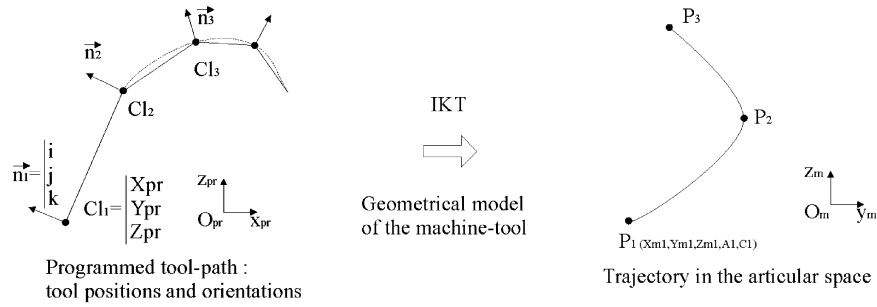 n3
n2
Cl3
Cl2
n1= i
j
k
Cl1= Xpr
Ypr
Zpr
Zpr
Opr
xpr
Programmed tool-path :
tool positions and orientations
IKT
Geometrical model
of the machine-tool
P3
P2
P1 (Xm1,Ym1,Zm1,A1,C1)
Zm
Om
ym
Trajectory in the articular space